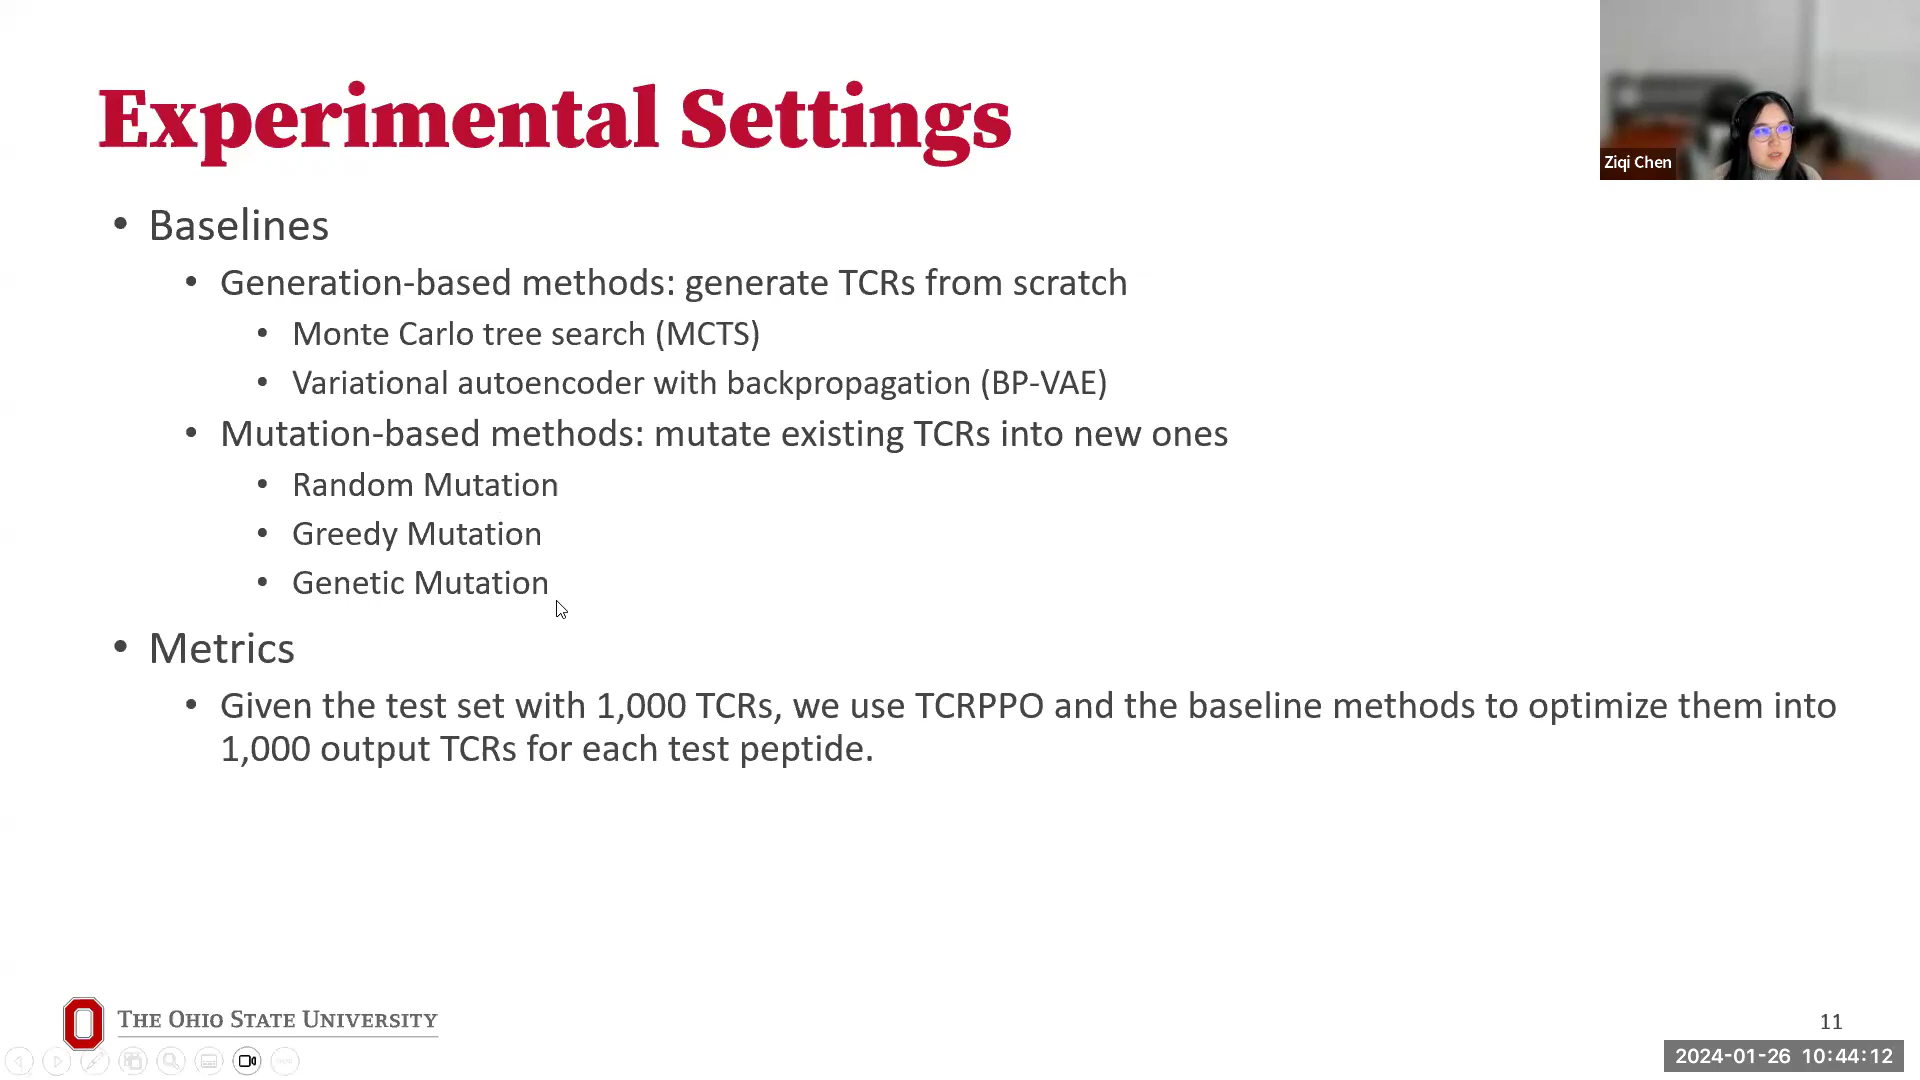 Experimental Settings
Ziqi Chen
• Baselines
• Generation-based methods: generate TCRs from scratch
• Monte Carlo tree search (MCTS)
• Variational autoencoder with backpropagation (BP-VAE)
• Mutation-based methods: mutate existing TCRs into new ones
• Random Mutation
• Greedy Mutation
• Genetic Mutation
• Metrics
• Given the test set with 1,000 TCRs, we use TCRPPO and the baseline methods to optimize them into
1,000 output TCRs for each test peptide.
THE OHIO STATE UNIVERSITY
11
2024-01-26 10:44:12